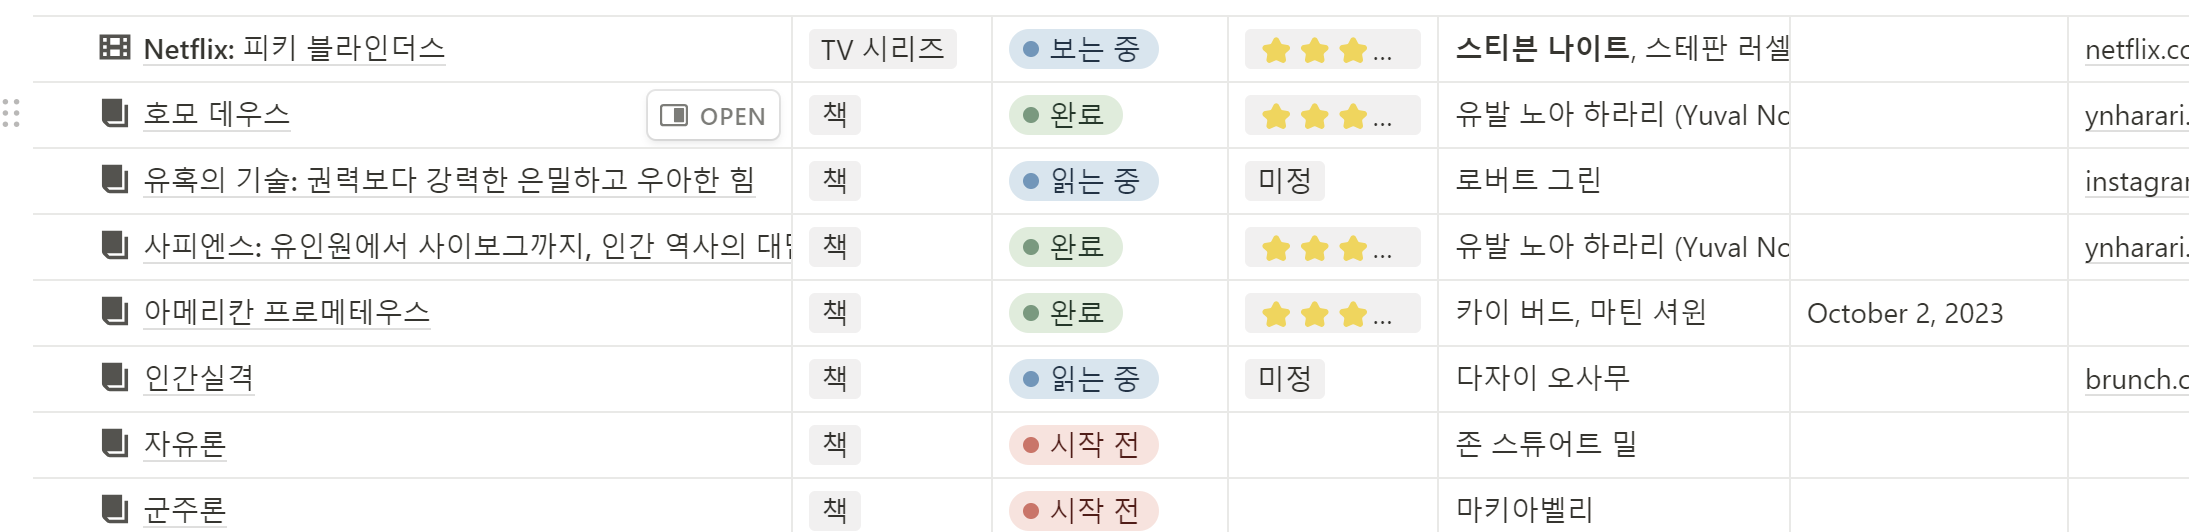 Netflix: 피키 블라인더스 TV 시리즈 보는 중 ... 스티븐 나이트, 스테판 러셀 netflix.cc
호모 데우스 OPEN 책 완료 ... 유발 노아 하라리 (Yuval No ynharari.
유혹의 기술: 권력보다 강력한 은밀하고 우아한 힘 책 읽는 중 미정 로버트 그린 instagrar
사피엔스: 유인원에서 사이보그까지, 인간 역사의 책 완료 ... 유발 노아 하라리 (Yuval No ynharari.
아메리칸 프로메테우스 책 완료 ... 카이 버드, 마틴 셔윈 October 2, 2023
인간실격 책 읽는 중 미정 다자이 오사무 brunch.c
자유론 책 시작 전 존 스튜어트 밀
군주론 책 시작 전 마키아벨리